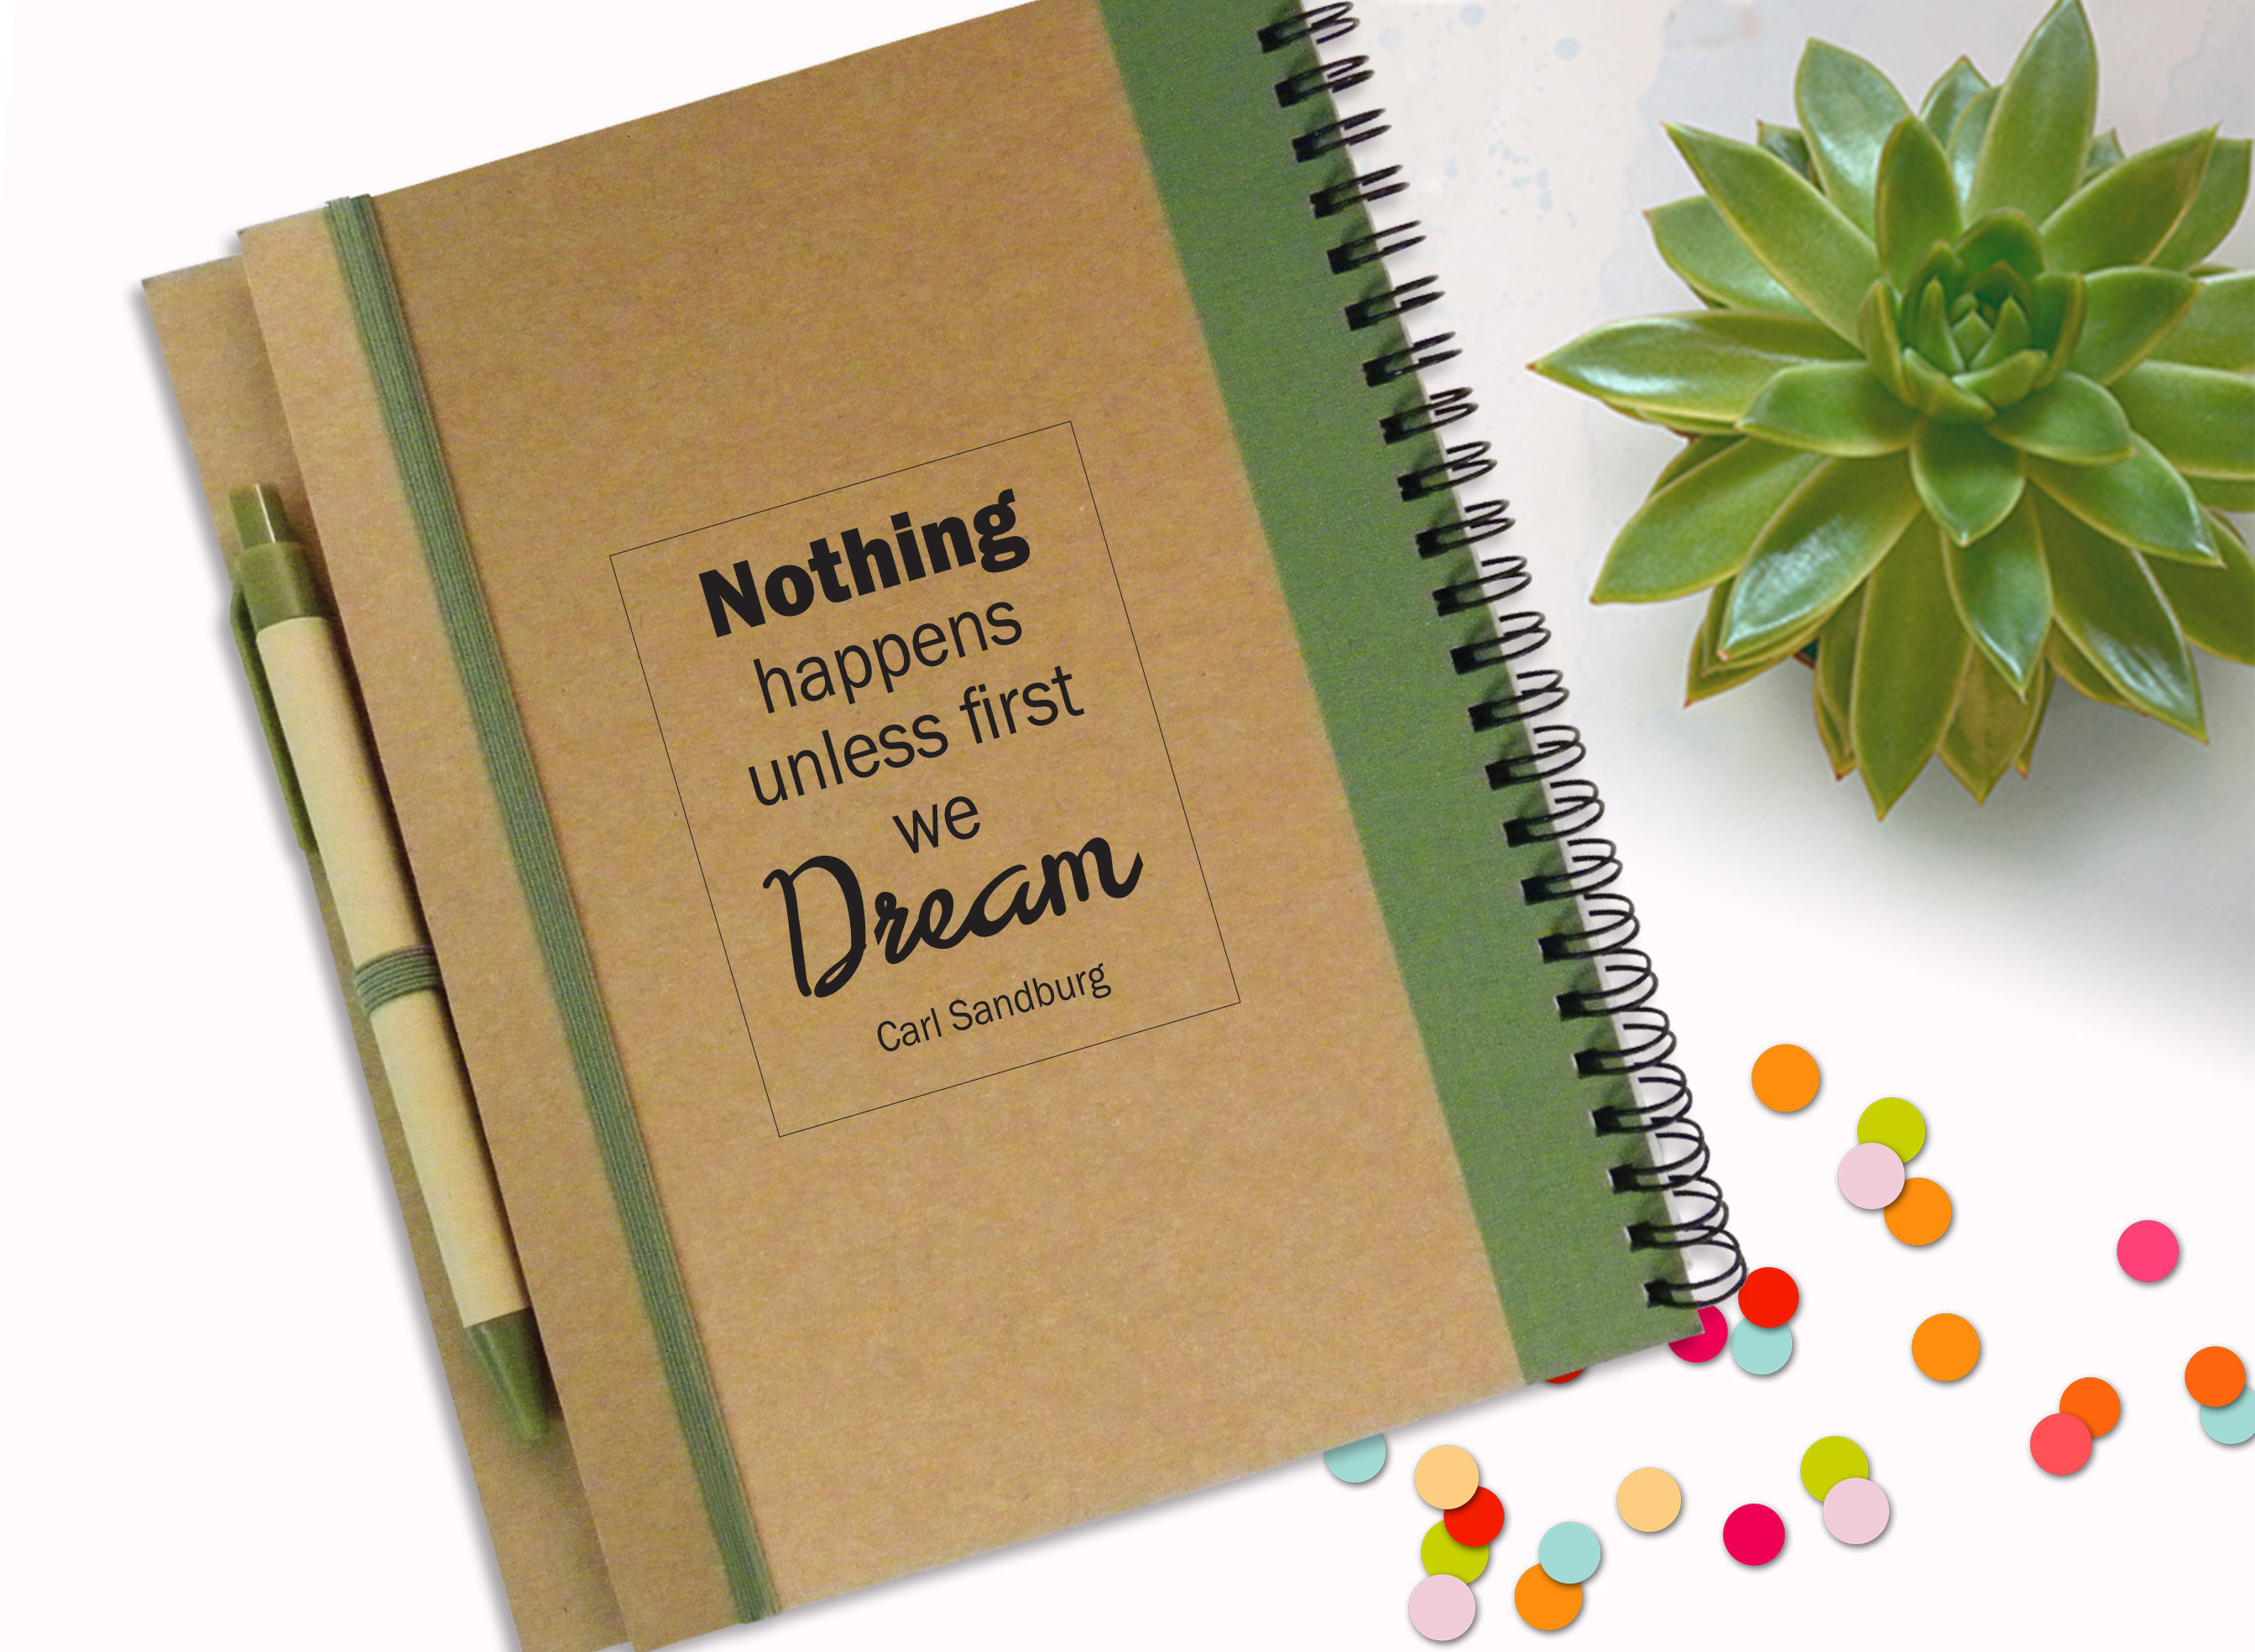 Nothing
happens
unless first
we
Dream
Carl Sandburg